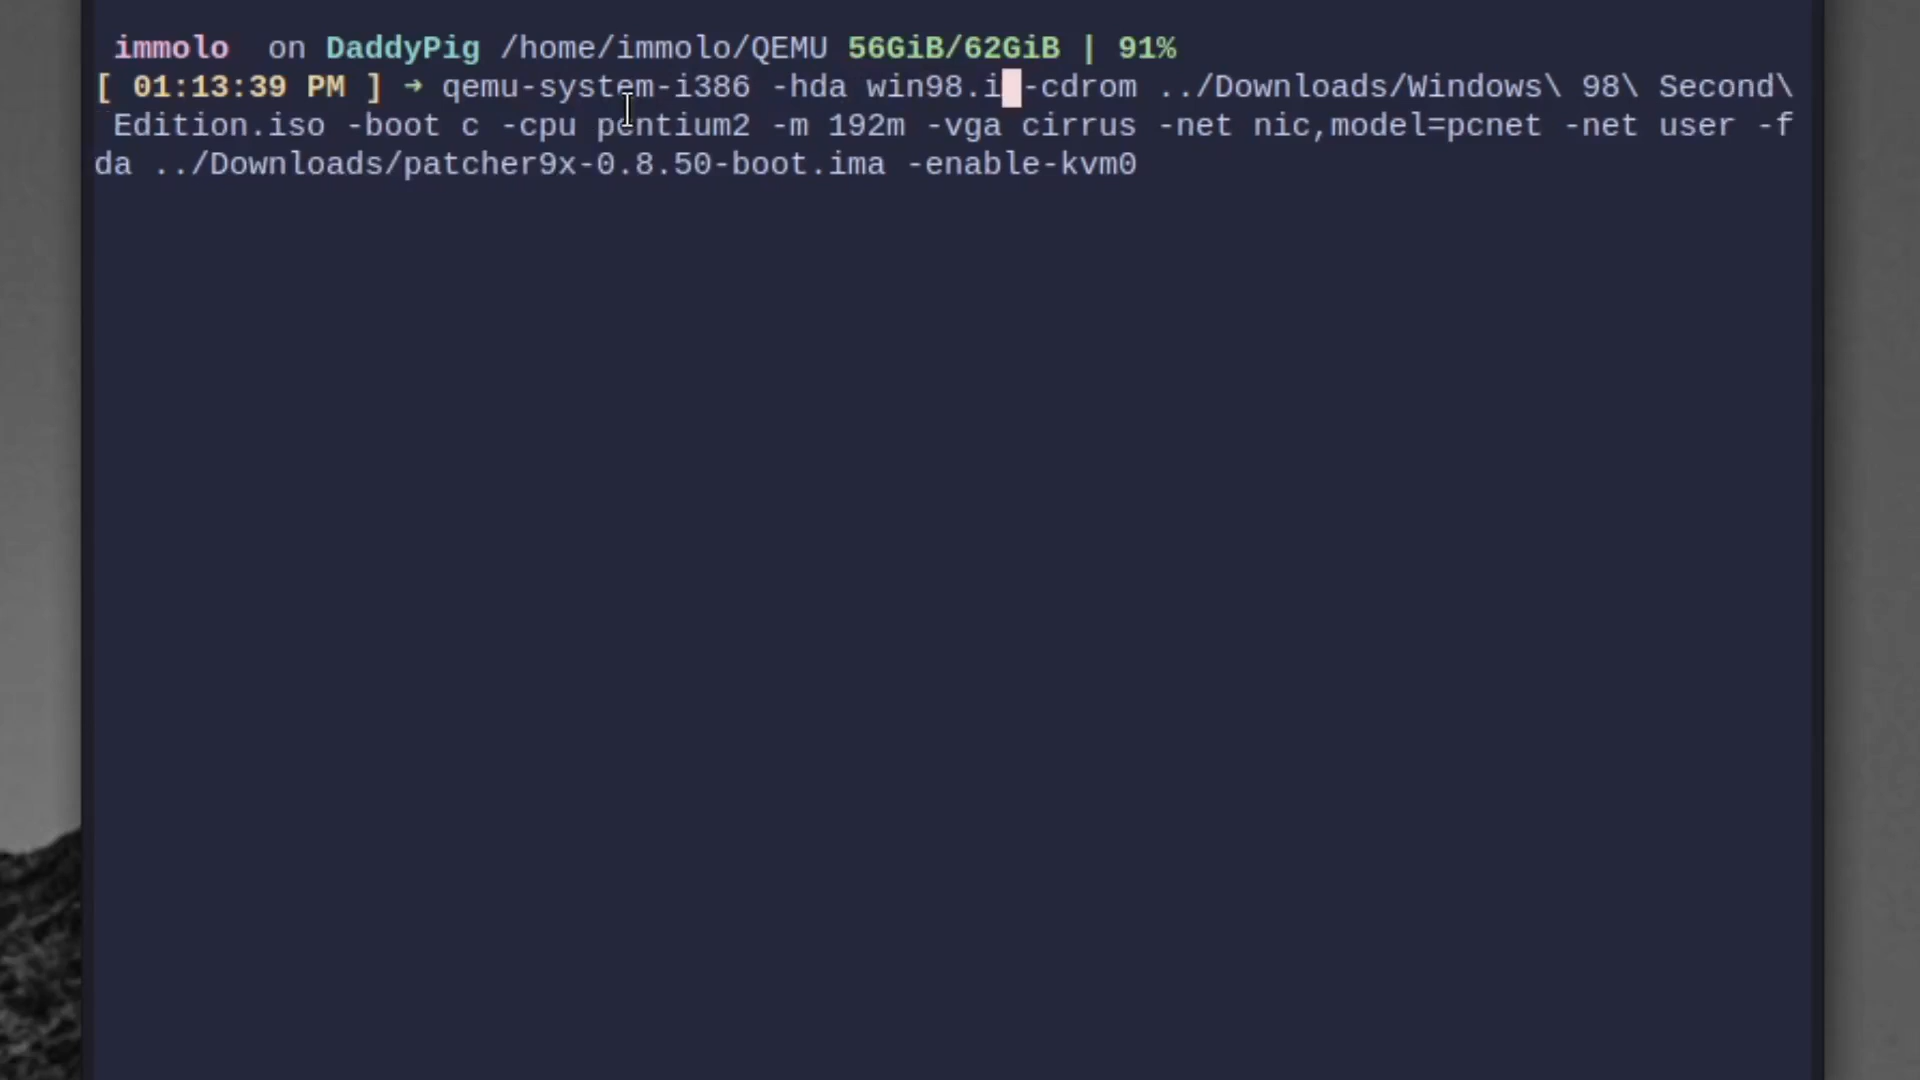 immolo on DaddyPig /home/immolo/QEMU 56GiB/62GiB | 91%
[ 01:13:39 PM ] ➜ qemu-system-i386 -hda win98.i -cdrom ../Downloads/Windows\ 98\ Second\
Edition.iso -boot c -cpu pentium2 -m 192m -vga cirrus -net nic,model=pcnet -net user -f
da ../Downloads/patcher9x-0.8.50-boot.ima -enable-kvm0